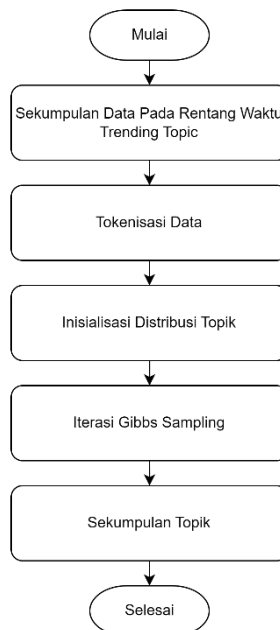 Mulai
Sekumpulan Data Pada Rentang Waktu
Trending Topic
Tokenisasi Data
Inisialisasi Distribusi Topik
Iterasi Gibbs Sampling
Sekumpulan Topik
Selesai